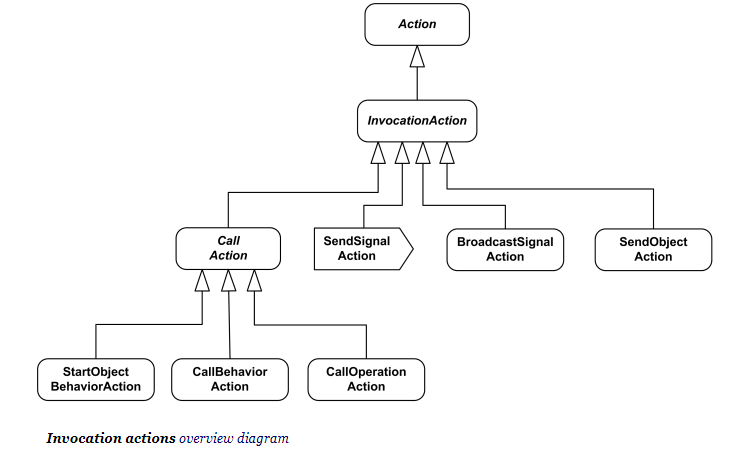 Action
InvocationAction
Call
Action
SendSignal
Action
BroadcastSignal
Action
SendObject
Action
StartObject
BehaviorAction
CallBehavior
Action
CallOperation
Action
Invocation actions overview diagram